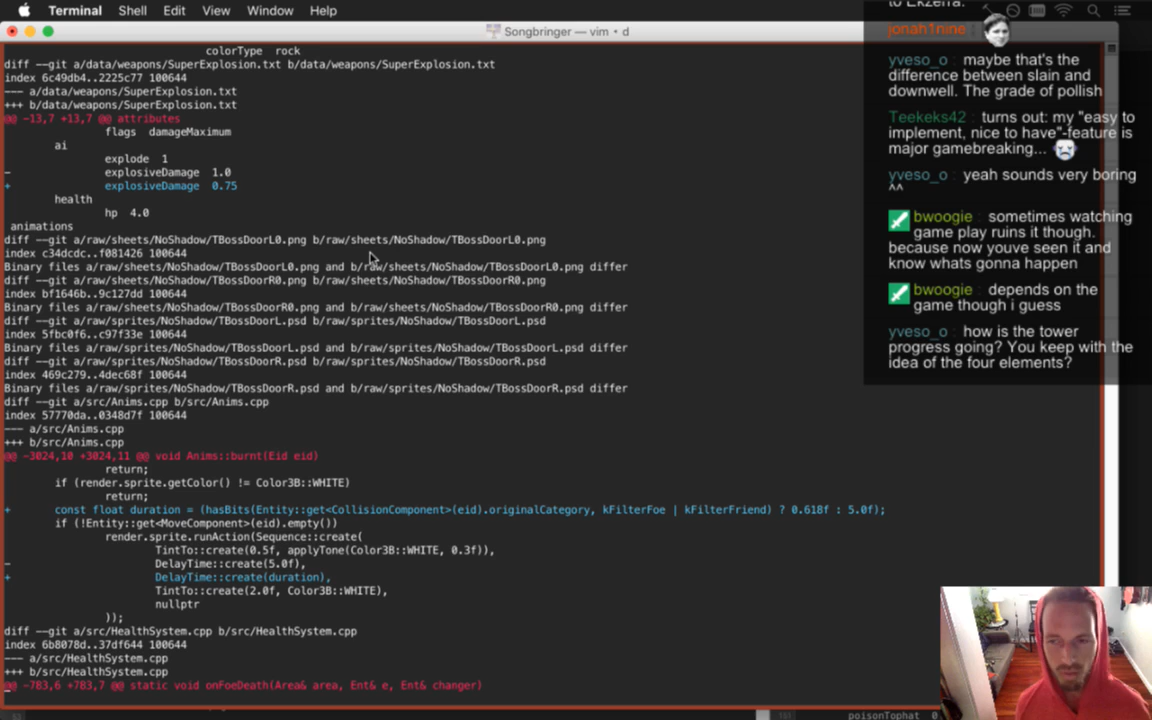 Terminal Shell Edit View Window Help
Songbringer — vim • d
colorType rock
diff --git a/data/weapons/SuperExplosion.txt b/data/weapons/SuperExplosion.txt
index 6c49db4..2225c77 100644
--- a/data/weapons/SuperExplosion.txt
+++ b/data/weapons/SuperExplosion.txt
@@ -13,7 +13,7 @@ attributes
flags damageMaximum
ai
explode 1
- explosiveDamage 1.0
+ explosiveDamage 0.75
health
hp 4.0
animations
diff --git a/raw/sheets/NoShadow/TBossDoorL0.png b/raw/sheets/NoShadow/TBossDoorL0.png
index c34dcdc..f081426 100644
Binary files a/raw/sheets/NoShadow/TBossDoorL0.png and b/raw/sheets/NoShadow/TBossDoorL0.png differ
diff --git a/raw/sheets/NoShadow/TBossDoorR0.png b/raw/sheets/NoShadow/TBossDoorR0.png
index bf1646b..9c127dd 100644
Binary files a/raw/sheets/NoShadow/TBossDoorR0.png and b/raw/sheets/NoShadow/TBossDoorR0.png differ
diff --git a/raw/sprites/NoShadow/TBossDoorL.psd b/raw/sprites/NoShadow/TBossDoorL.psd
index 5fbc0f6..c97f33e 100644
Binary files a/raw/sprites/NoShadow/TBossDoorL.psd and b/raw/sprites/NoShadow/TBossDoorL.psd differ
diff --git a/raw/sprites/NoShadow/TBossDoorR.psd b/raw/sprites/NoShadow/TBossDoorR.psd
index 469c279..4dec68f 100644
Binary files a/raw/sprites/NoShadow/TBossDoorR.psd and b/raw/sprites/NoShadow/TBossDoorR.psd differ
diff --git a/src/Anims.cpp b/src/Anims.cpp
index 57770da..0348d7f 100644
--- a/src/Anims.cpp
+++ b/src/Anims.cpp
@@ -3024,10 +3024,11 @@ void Anims::burnt(Eid eid)
return;
if (render.sprite.getColor() != Color3B::WHITE)
return;
+ const float duration = (hasBits(Entity::get<CollisionComponent>(eid).originalCategory, kFilterFoe | kFilterFriend) ? 0.618f : 5.0f);
if (!Entity::get<MoveComponent>(eid).empty())
render.sprite.runAction(Sequence::create(
TintTo::create(0.5f, applyTone(Color3B::WHITE, 0.3f)),
- DelayTime::create(5.0f),
+ DelayTime::create(duration),
TintTo::create(2.0f, Color3B::WHITE),
nullptr
));
diff --git a/src/HealthSystem.cpp b/src/HealthSystem.cpp
index 6b8078d..37df644 100644
--- a/src/HealthSystem.cpp
+++ b/src/HealthSystem.cpp
@@ -783,6 +783,7 @@ static void onFoeDeath(Area& area, Ent& e, Ent& changer)
to Ekzerra.
jonah1nine
yveso_o : maybe that's the
difference between slain and
downwell. The grade of pollish
Teekeks42 : turns out: my "easy to
implement, nice to have"-feature is
major gamebreaking...
yveso_o : yeah sounds very boring
^^
bwoogie : sometimes watching
game play ruins it though.
because now youve seen it and
know whats gonna happen
bwoogie : depends on the
game though i guess
yveso_o : how is the tower
progress going? You keep with the
idea of the four elements?
poisonTophat 0